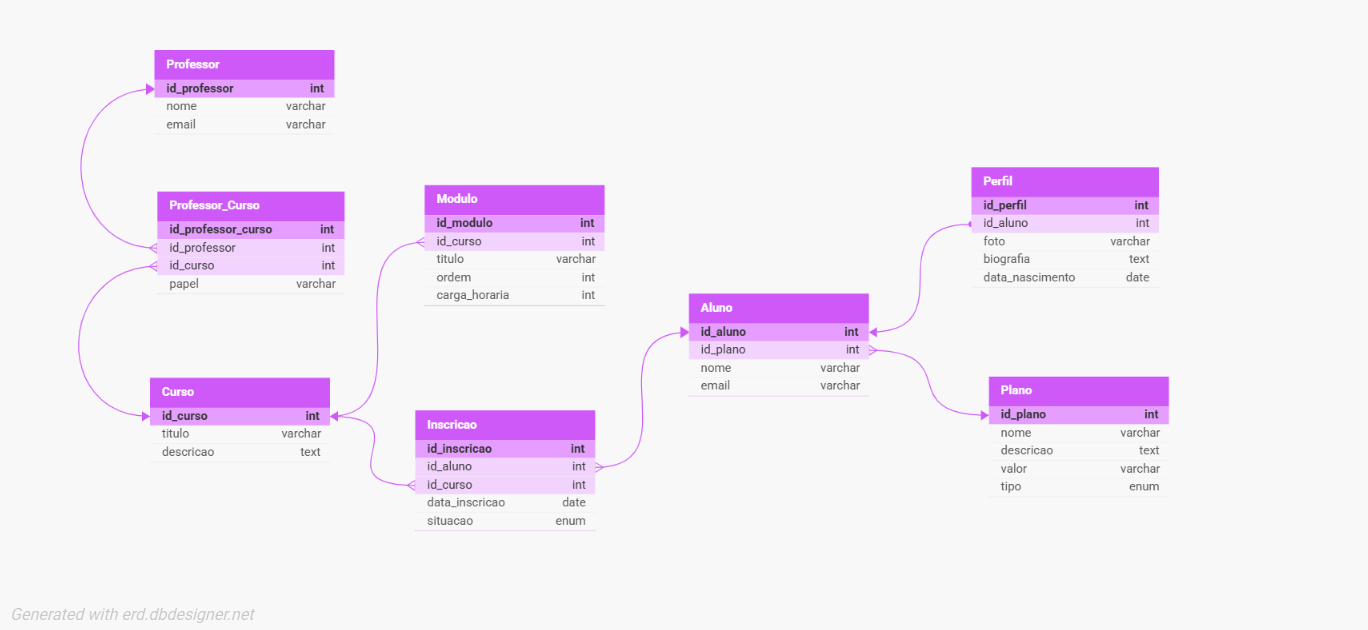 Professor
id_professor int
nome varchar
email varchar
Professor_Curso
id_professor_curso int
id_professor int
id_curso int
papel varchar
Curso
id_curso int
titulo varchar
descricao text
Modulo
id_modulo int
id_curso int
titulo varchar
ordem int
carga_horaria int
Inscricao
id_inscricao int
id_aluno int
id_curso int
data_inscricao date
situacao enum
Aluno
id_aluno int
id_plano int
nome varchar
email varchar
Perfil
id_perfil int
id_aluno int
foto varchar
biografia text
data_nascimento date
Plano
id_plano int
nome varchar
descricao text
valor varchar
tipo enum
Generated with erd.dbdesigner.net